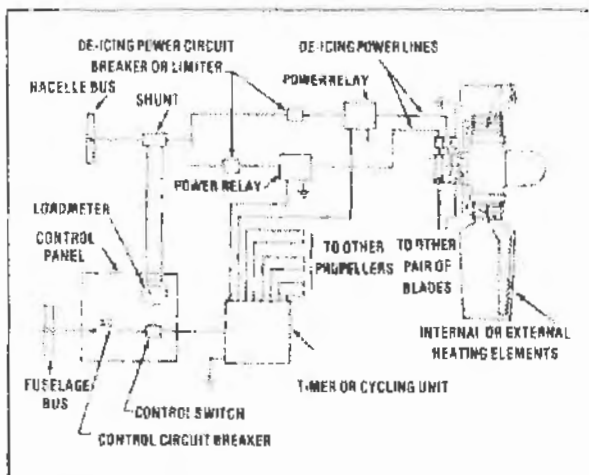 DE-ICING POWER CIRCUIT
BREAKER OR LIMITER
DE-ICING POWER LINES
NACELLE BUS
SHUNT
POWER RELAY
POWER RELAY
LOADMETER
CONTROL
PANEL
TO OTHER
PROPELLERS
TO OTHER
PAIR OF
BLADES
INTERNAL OR EXTERNAL
HEATING ELEMENTS
FUSELAGE
BUS
TIMER OR CYCLING UNIT
CONTROL SWITCH
CONTROL CIRCUIT BREAKER